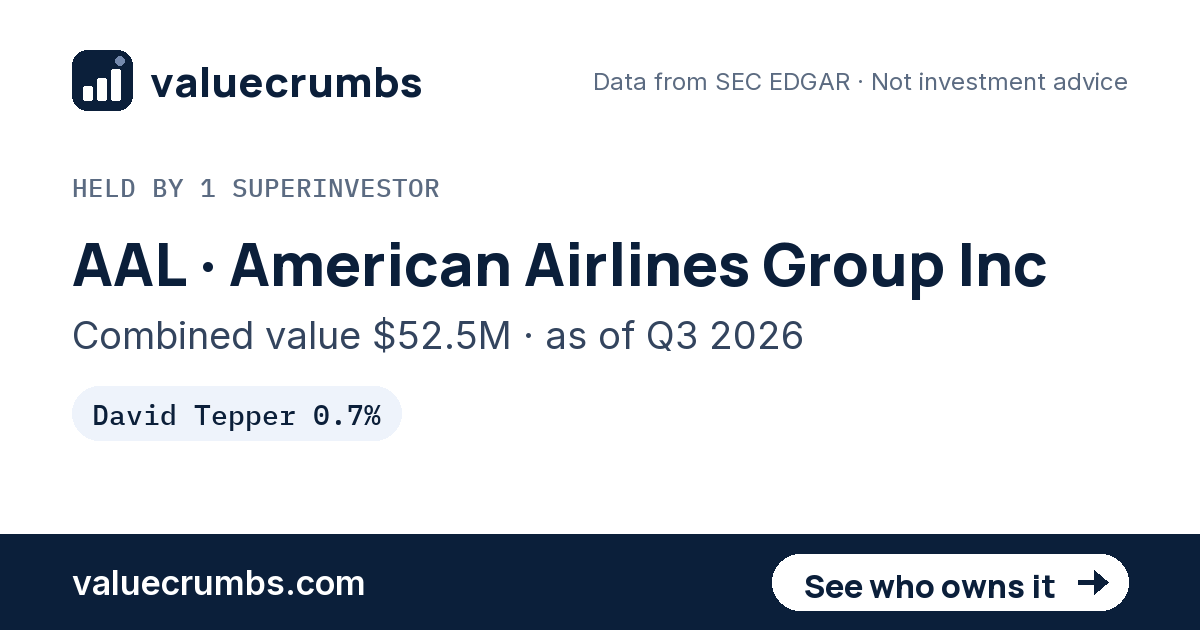 valuecrumbs
Data from SEC EDGAR · Not investment advice
HELD BY 1 SUPERINVESTOR
AAL · American Airlines Group Inc
Combined value $52.5M · as of Q3 2026
David Tepper 0.7%
valuecrumbs.com
See who owns it →